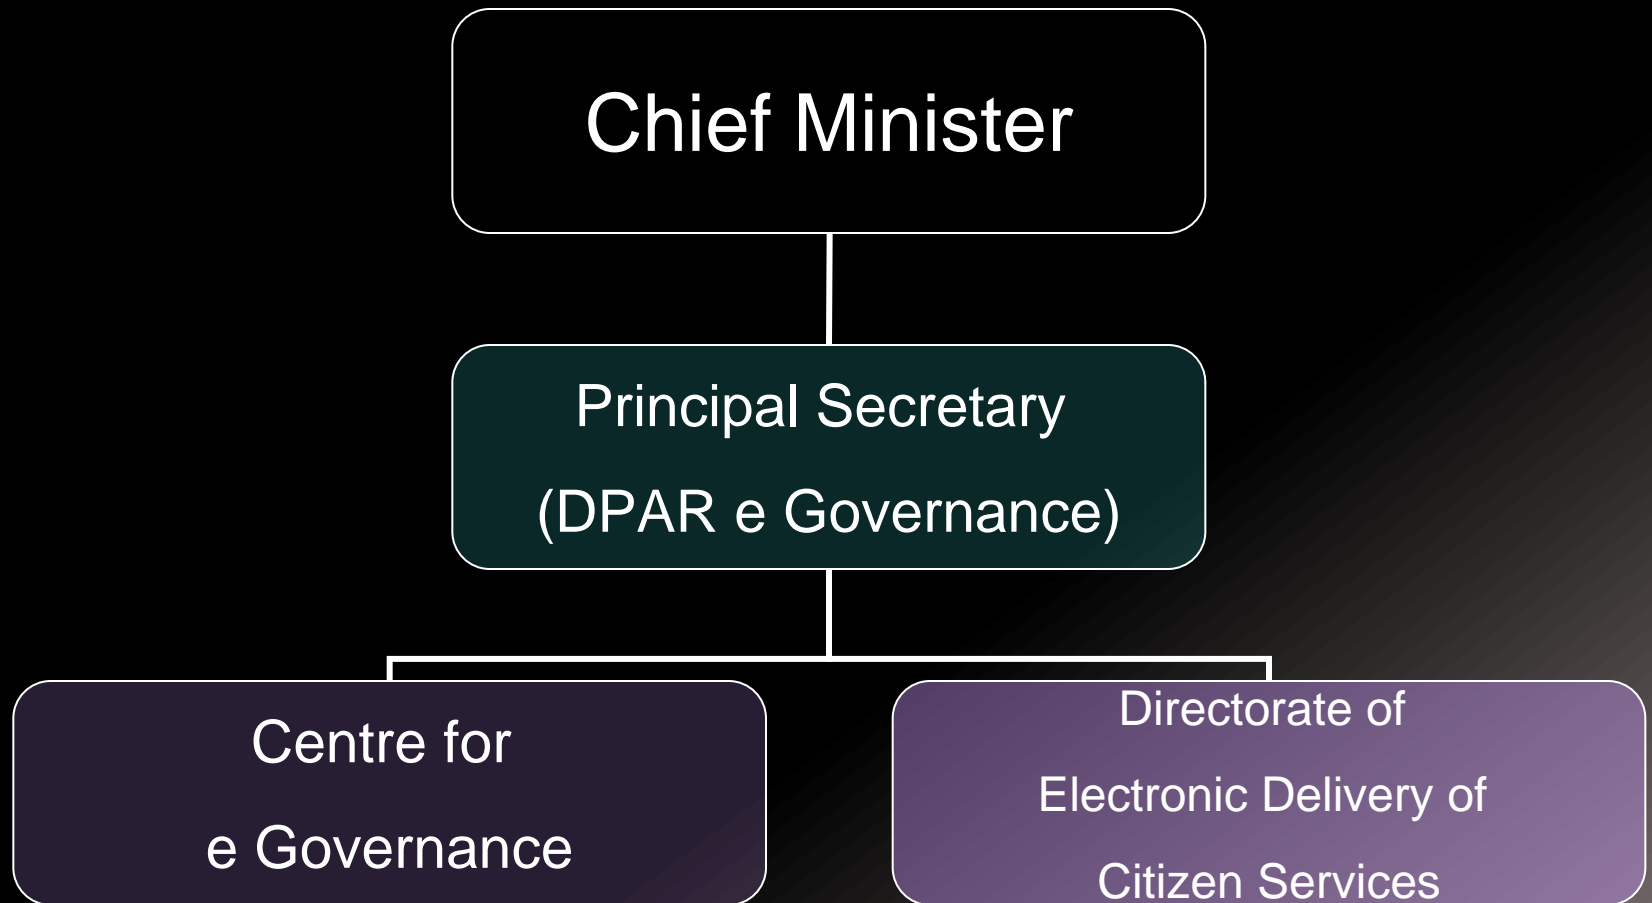 Chief Minister
Principal Secretary
(DPAR e Governance)
Centre for
e Governance
Directorate of
Electronic Delivery of
Citizen Services